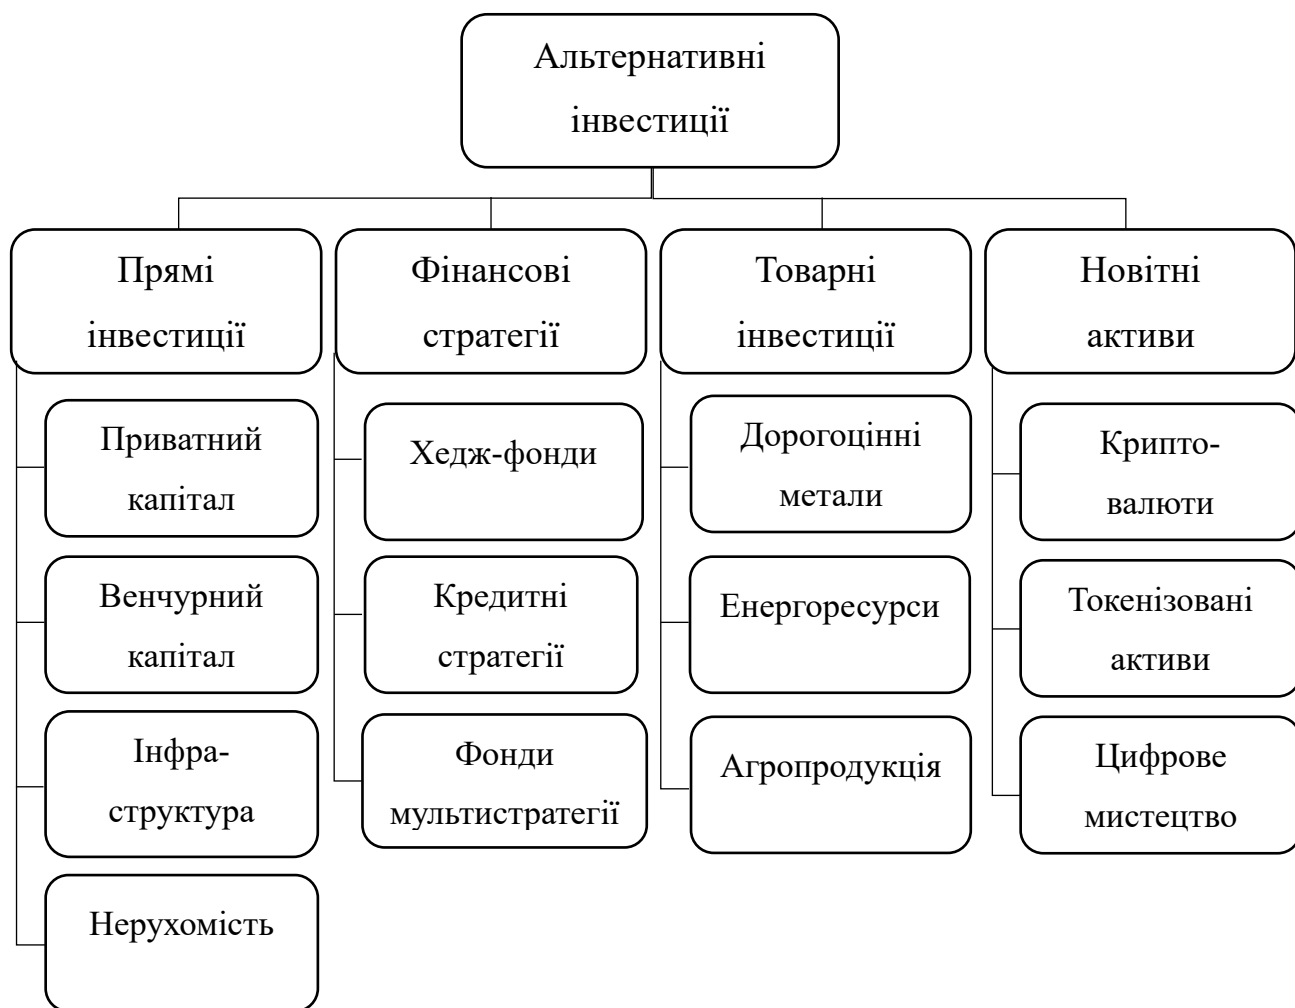 Альтернативні
інвестиції
Прямі
інвестиції
Фінансові
стратегії
Товарні
інвестиції
Новітні
активи
Приватний
капітал
Венчурний
капітал
Інфра-
структура
Нерухомість
Хедж-фонди
Кредитні
стратегії
Фонди
мультистратегії
Дорогоцінні
метали
Енергоресурси
Агропродукція
Крипто-
валюти
Токенізовані
активи
Цифрове
мистецтво